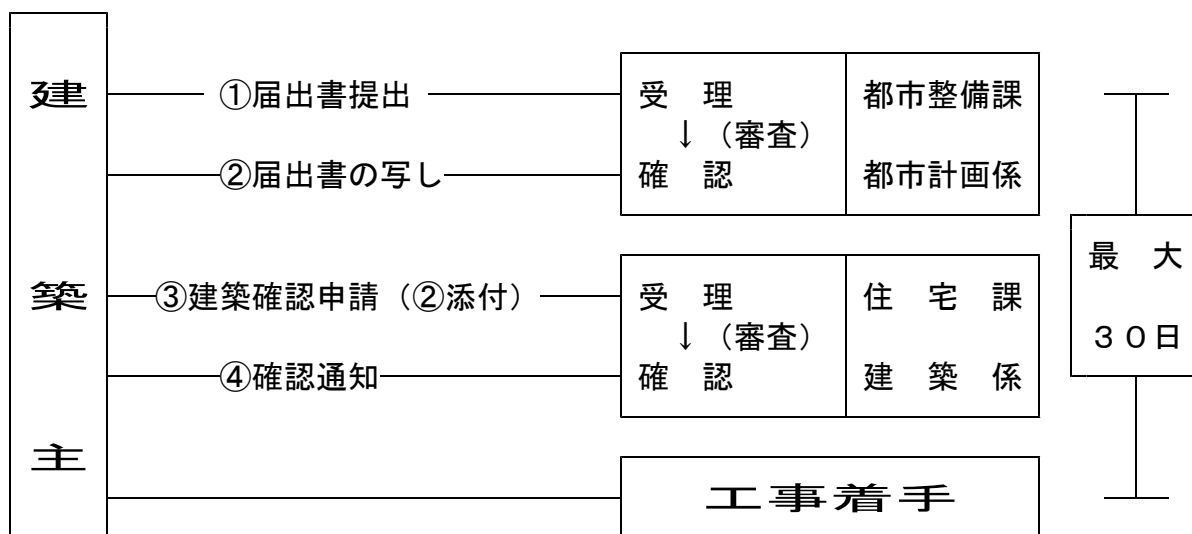 建築主
①届出書提出
受　理
↓（審査）
確　認
都市整備課
都市計画係
②届出書の写し
③建築確認申請（②添付）
受　理
↓（審査）
確　認
住　宅　課
建　築　係
④確認通知
工事着手
最　大
３０日